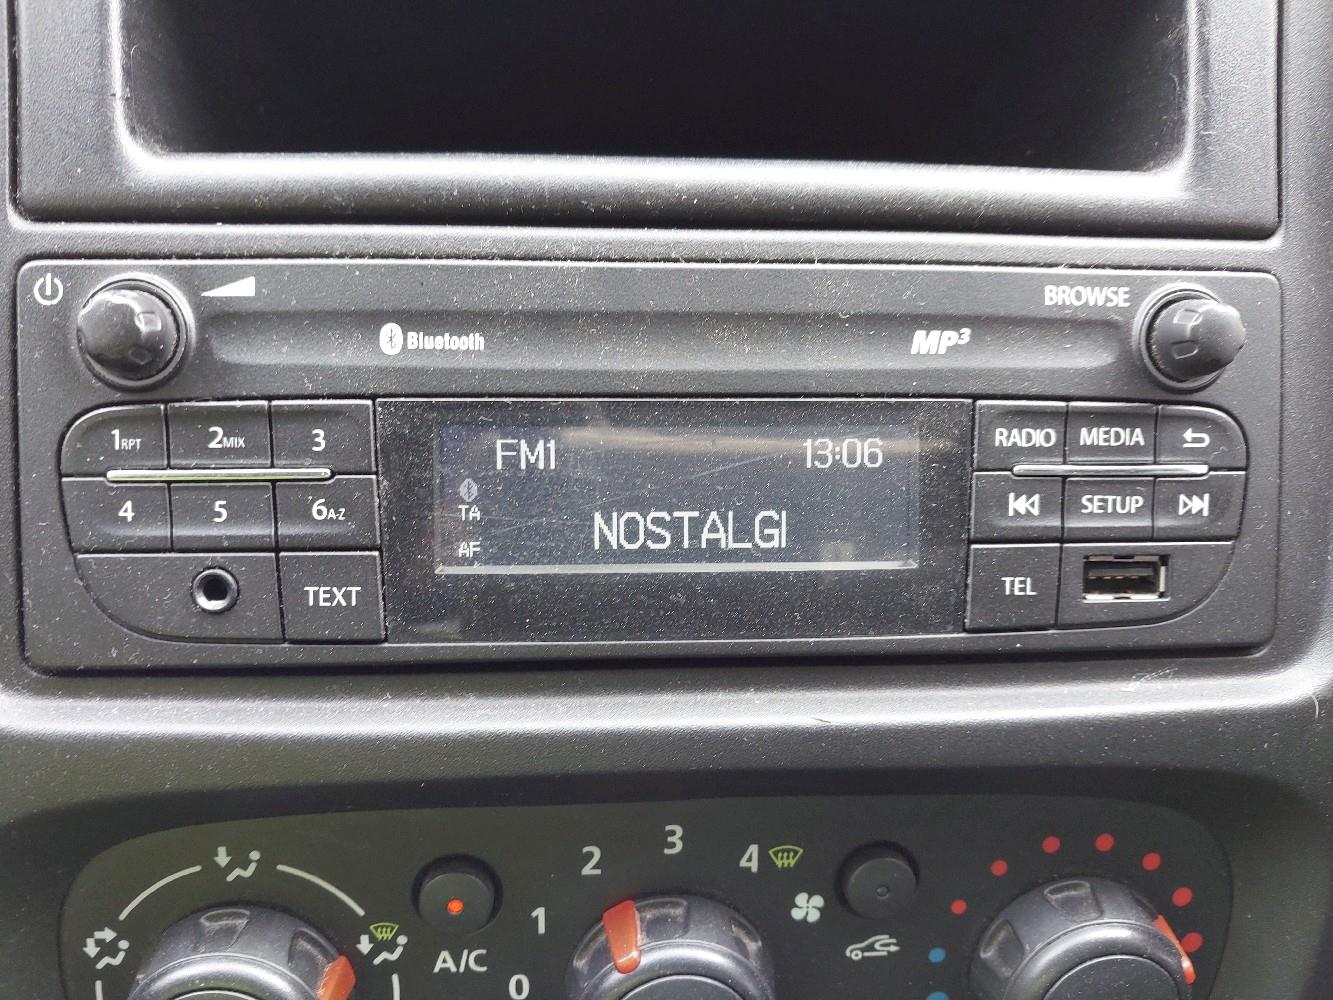 BROWSE
Bluetooth
MP3
1RPT 2MIX 3
RADIO MEDIA
FM1 13:06
4 5 6A-Z
TA
SETUP
NOSTALGI
AF
TEXT
TEL
3
2 4
1
A/C
0